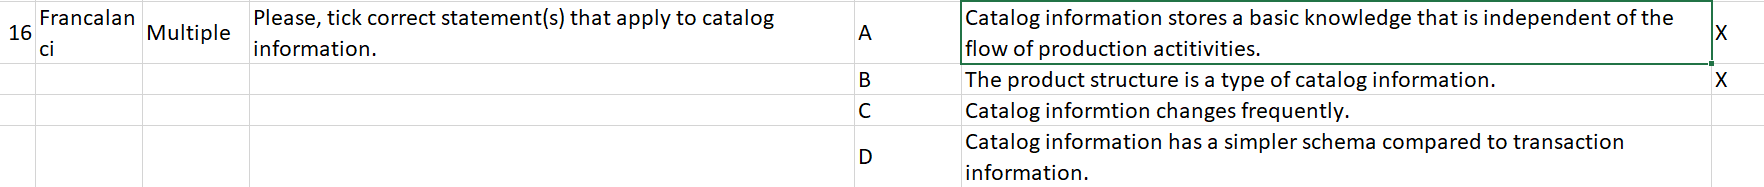 16 Francalan Multiple Please, tick correct statement(s) that apply to catalog A Catalog information stores a basic knowledge that is independent of the X
ci information. flow of production actitivities.
B The product structure is a type of catalog information. X
C Catalog informtion changes frequently.
D Catalog information has a simpler schema compared to transaction
information.